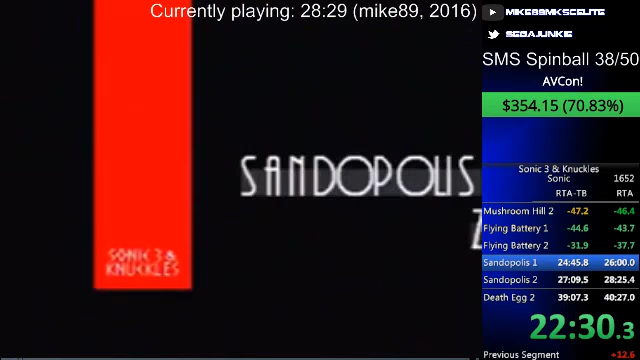 Currently playing: 28:29 (mike89, 2016)
MIKE89MKSCELITE
SEGAJUNKIE
SMS Spinball 38/50
AVCon!
$354.15 (70.83%)
SANDOPOLIS
Z
SONIC 3 &
KNUCKLES
Sonic 3 & Knuckles
Sonic 1652
RTA-TB RTA
Mushroom Hill 2 -47.2 -46.4
Flying Battery 1 -44.6 -43.7
Flying Battery 2 -31.9 -37.7
Sandopolis 1 24:45.8 26:00.0
Sandopolis 2 27:09.5 28:25.4
Death Egg 2 39:07.3 40:27.0
22:30.3
Previous Segment +12.6